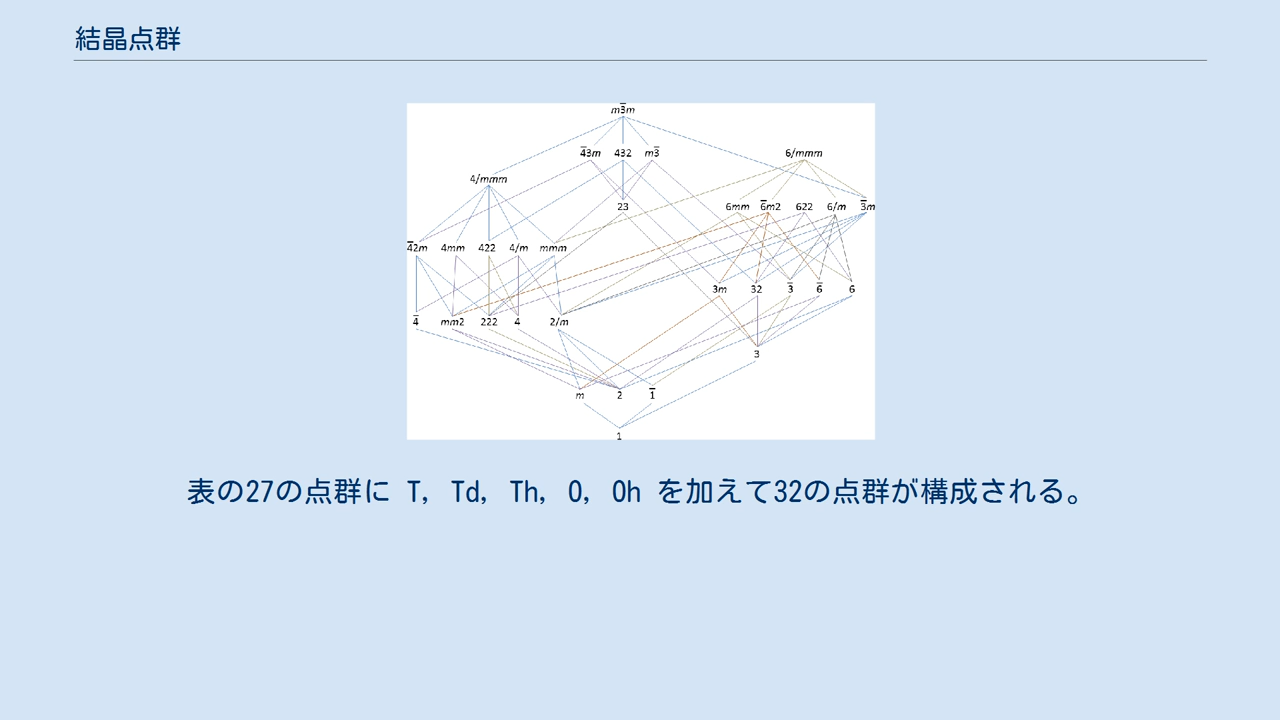 結晶点群
m3̅m
4̅3m 432 m3̅ 6/mmm
4/mmm
23 6mm 6̅m2 622 6/m 3̅m
4̅2m 4mm 422 4/m mmm
3m 32 3̅ 6̅ 6
4̅ mm2 222 4 2/m
3
m 2 1̅
1
表の27の点群に T, Td, Th, O, Oh を加えて32の点群が構成される。